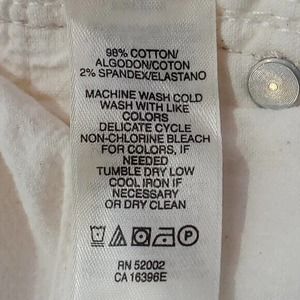 98% COTTON/
ALGODON/COTON
2% SPANDEX/ELASTANO
MACHINE WASH COLD
WASH WITH LIKE
COLORS
DELICATE CYCLE
NON-CHLORINE BLEACH
FOR COLORS, IF
NEEDED
TUMBLE DRY LOW
COOL IRON IF
NECESSARY
OR DRY CLEAN
P
RN 52002
CA 16396E